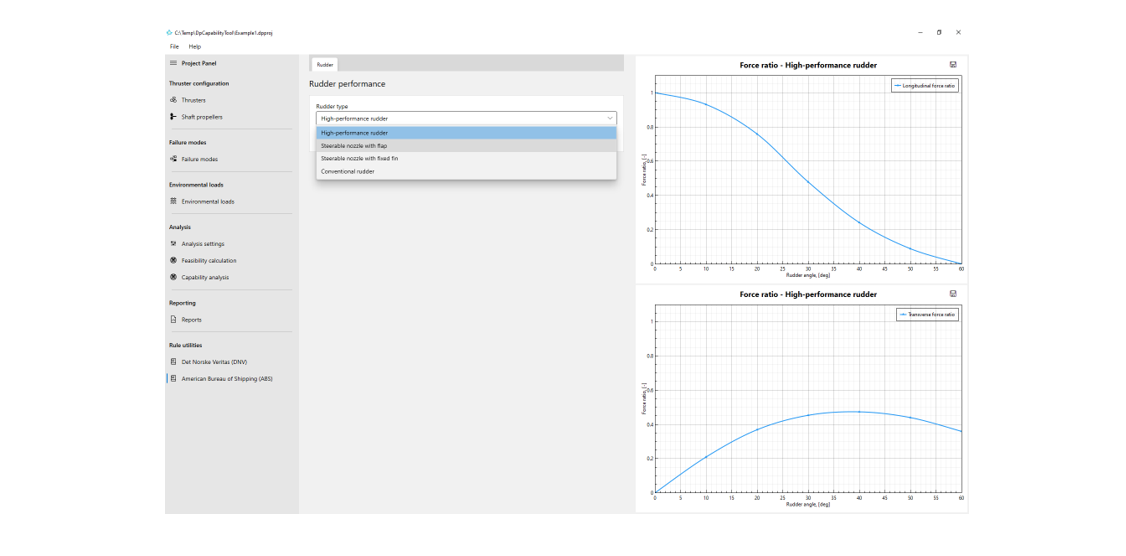 C:\Temp\DpCapabilityTool\Example1.dpproj
File Help
Project Panel
Thruster configuration
Thrusters
Shaft propellers
Failure modes
Failure modes
Environmental loads
Environmental loads
Analysis
Analysis settings
Feasibility calculation
Capability analysis
Reporting
Reports
Rule utilities
Det Norske Veritas (DNV)
American Bureau of Shipping (ABS)
Rudder
Rudder performance
Rudder type
High-performance rudder
High-performance rudder
Steerable nozzle with flap
Steerable nozzle with fixed fin
Conventional rudder
Force ratio - High-performance rudder
Longitudinal force ratio
Force ratio, [-]
1
0.8
0.6
0.4
0.2
0
0 5 10 15 20 25 30 35 40 45 50 55 60
Rudder angle, [deg]
Force ratio - High-performance rudder
Transverse force ratio
Force ratio, [-]
1
0.8
0.6
0.4
0.2
0
0 5 10 15 20 25 30 35 40 45 50 55 60
Rudder angle, [deg]